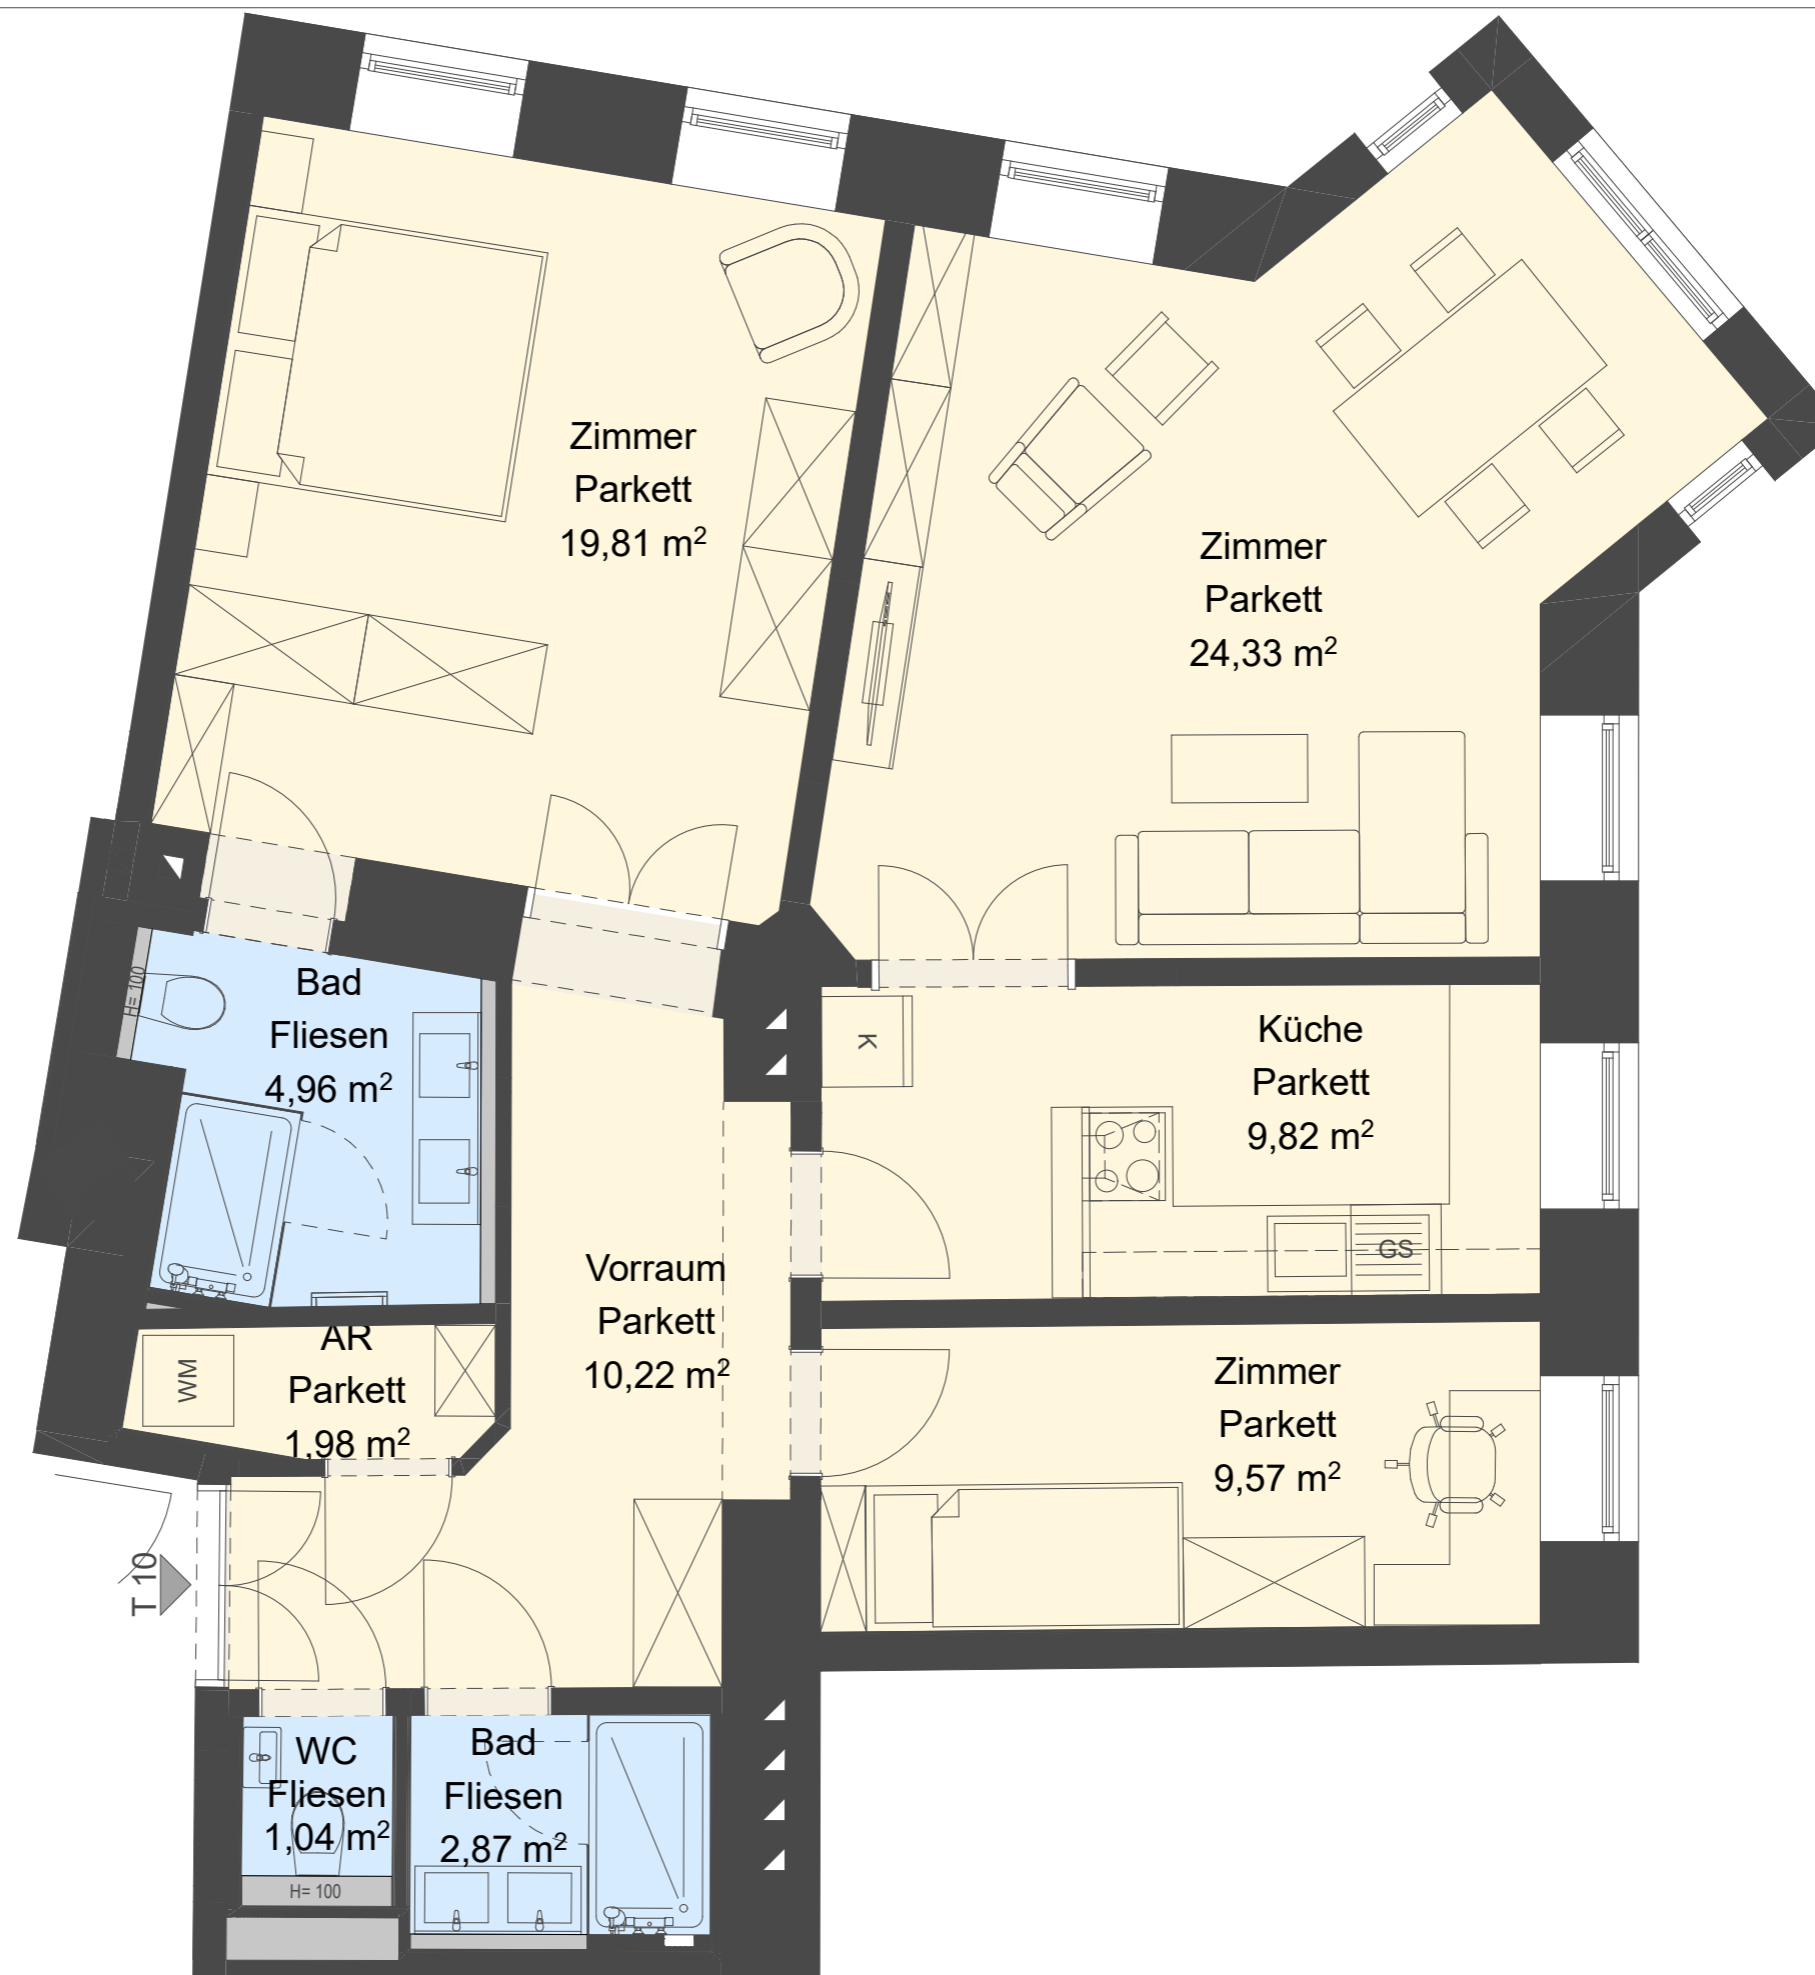 Zimmer
Parkett
19,81 m²
Zimmer
Parkett
24,33 m²
Bad
Fliesen
4,96 m²
H= 100
K
Küche
Parkett
9,82 m²
GS
Vorraum
Parkett
10,22 m²
AR
Parkett
1,98 m²
WM
Zimmer
Parkett
9,57 m²
T 10
WC
Fliesen
1,04 m²
H= 100
Bad
Fliesen
2,87 m²